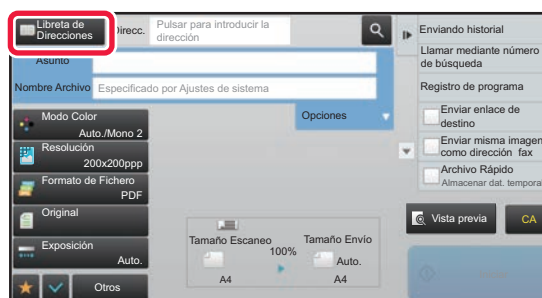 Libreta de
Direcciones
Direcc.
Pulsar para introducir la
dirección
Asunto
Nombre Archivo
Especificado por Ajustes de sistema
Modo Color
Auto./Mono 2
Resolución
200x200ppp
Formato de Fichero
PDF
Original
Exposición
Auto.
Otros
Opciones
Tamaño Escaneo
100%
Tamaño Envío
Auto.
A4
A4
Enviando historial
Llamar mediante número
de búsqueda
Registro de programa
Enviar enlace de
destino
Enviar misma imagen
como dirección fax
Archivo Rápido
Almacenar dat. tempora
Vista previa
CA